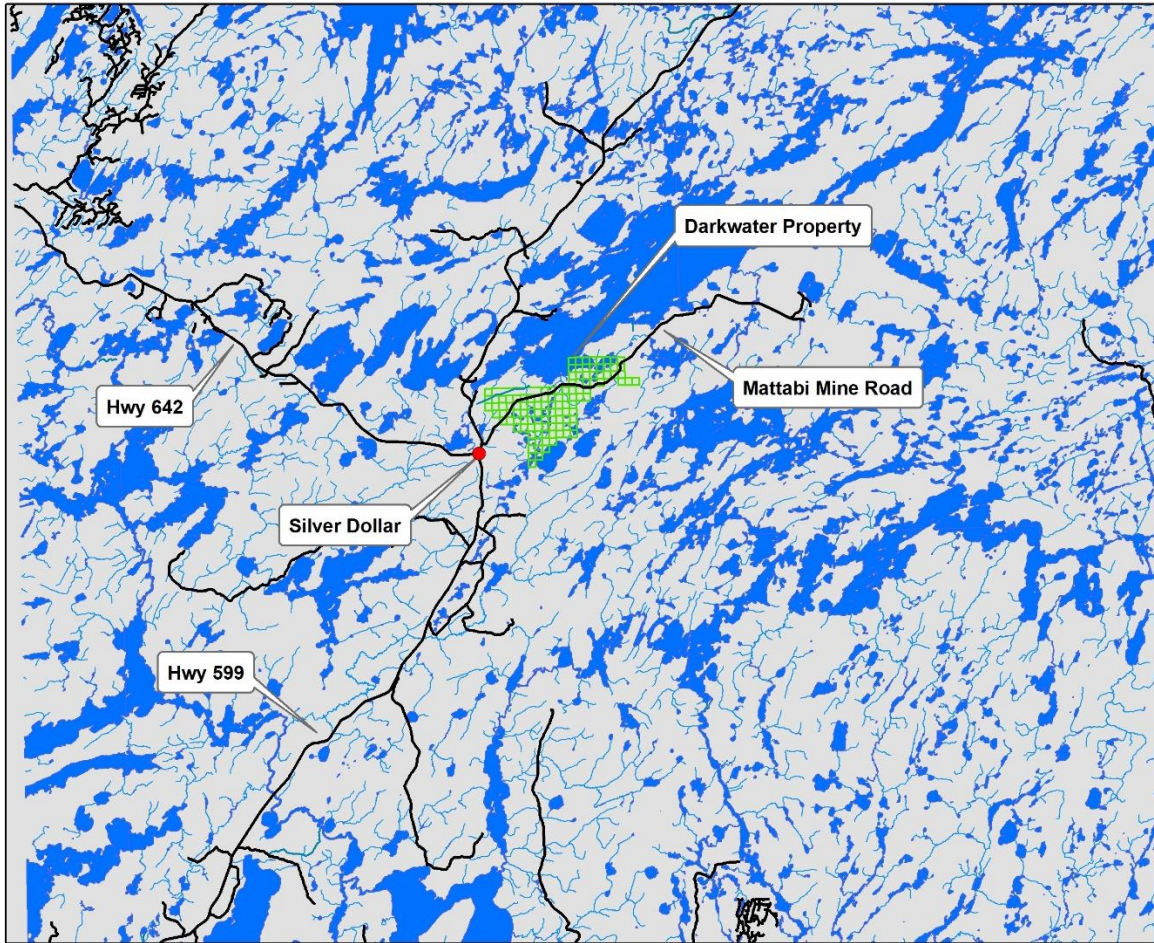 Darkwater Property
Mattabi Mine Road
Hwy 642
Silver Dollar
Hwy 599